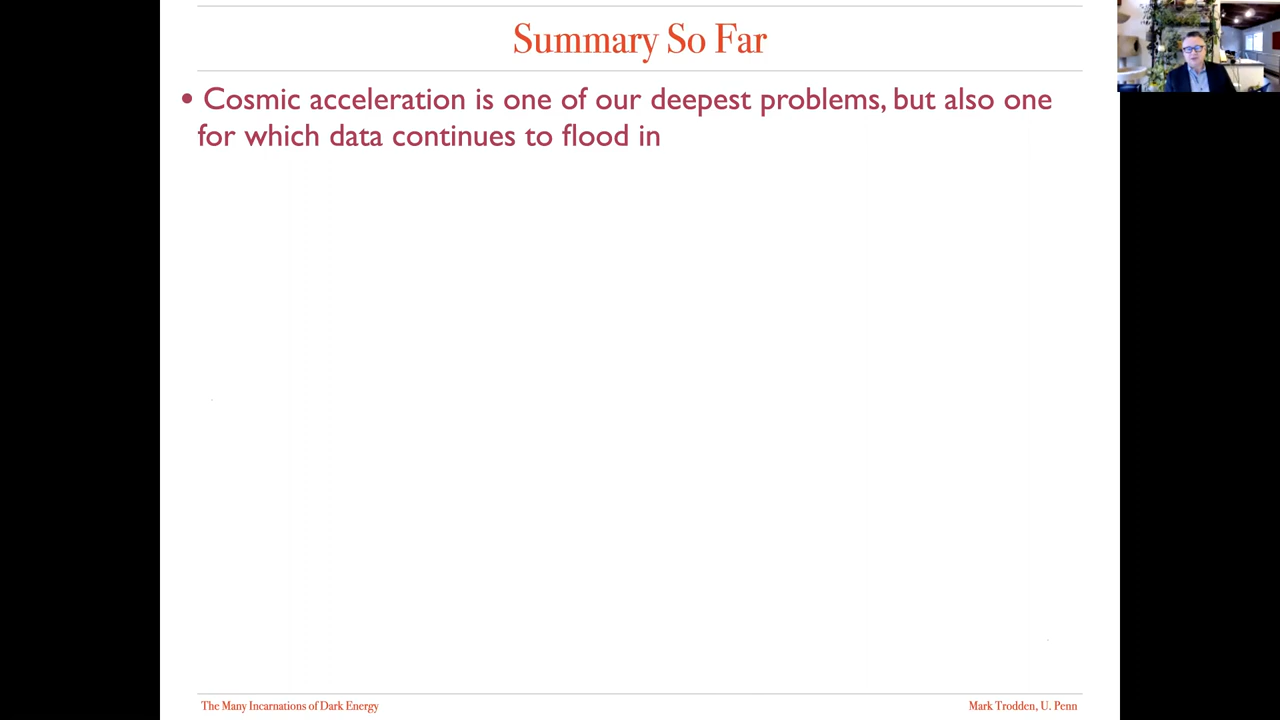 Summary So Far
• Cosmic acceleration is one of our deepest problems, but also one
for which data continues to flood in
The Many Incarnations of Dark Energy
Mark Trodden, U. Penn